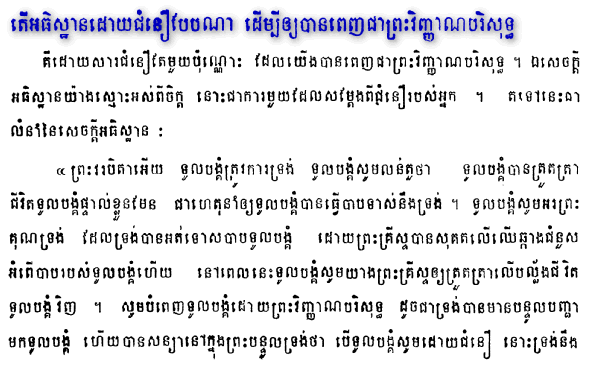 តើអធិស្ឋានដោយជំនឿបែបណា ដើម្បីឲ្យបានពេញជាព្រះវិញ្ញាណបរិសុទ្ធ
គឺដោយសារជំនឿតែមួយប៉ុណ្ណោះ ដែលយើងបានពេញជាព្រះវិញ្ញាណបរិសុទ្ធ ។ ឯសេចក្ដី
អធិស្ឋានយ៉ាងស្មោះអស់ពីចិត្ត នោះជាការមួយដែលសម្ដែងពីជំនឿរបស់អ្នក ។ តទៅនេះជា
លំនាំនៃសេចក្ដីអធិស្ឋាន :
« ព្រះវរបិតាអើយ ទូលបង្គំត្រូវការទ្រង់ ទូលបង្គំសូមលន់តួថា ទូលបង្គំបានត្រួតត្រា
ជីវិតទូលបង្គំផ្ទាល់ខ្លួនមែន ជាហេតុនាំឲ្យទូលបង្គំបានធ្វើបាបទាស់នឹងទ្រង់ ។ ទូលបង្គំសូមអរព្រះ
គុណទ្រង់ ដែលទ្រង់បានអត់ទោសបាបទូលបង្គំ ដោយព្រះគ្រីស្ទបានសុគតលើឈើឆ្កាងជំនួស
អំពើបាបរបស់ទូលបង្គំហើយ នៅពេលនេះទូលបង្គំសូមយាងព្រះគ្រីស្ទឲ្យត្រួតត្រាលើបល្ល័ង្កជីវិត
ទូលបង្គំវិញ ។ សូមបំពេញទូលបង្គំដោយព្រះវិញ្ញាណបរិសុទ្ធ ដូចជាទ្រង់បានមានបន្ទូលបញ្ជា
មកទូលបង្គំ ហើយបានសន្យានៅក្នុងព្រះបន្ទូលទ្រង់ថា បើទូលបង្គំសូមដោយជំនឿ នោះទ្រង់នឹង